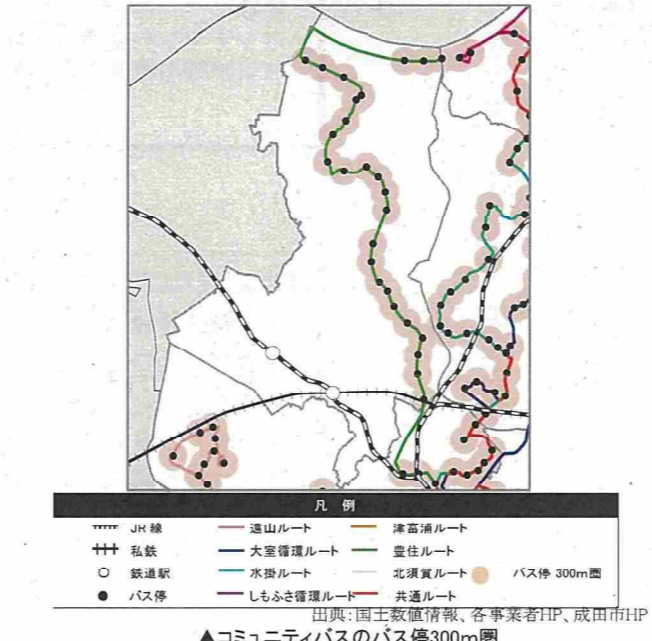 凡 例
JR 線
遠山ルート
津富浦ルート
私鉄
大室循環ルート
豊住ルート
鉄道駅
水掛ルート
北須賀ルート
バス停 300m圏
バス停
しもふさ循環ルート
共通ルート
出典:国土数値情報、各事業者HP、成田市HP
▲コミュニティバスのバス停300m圏